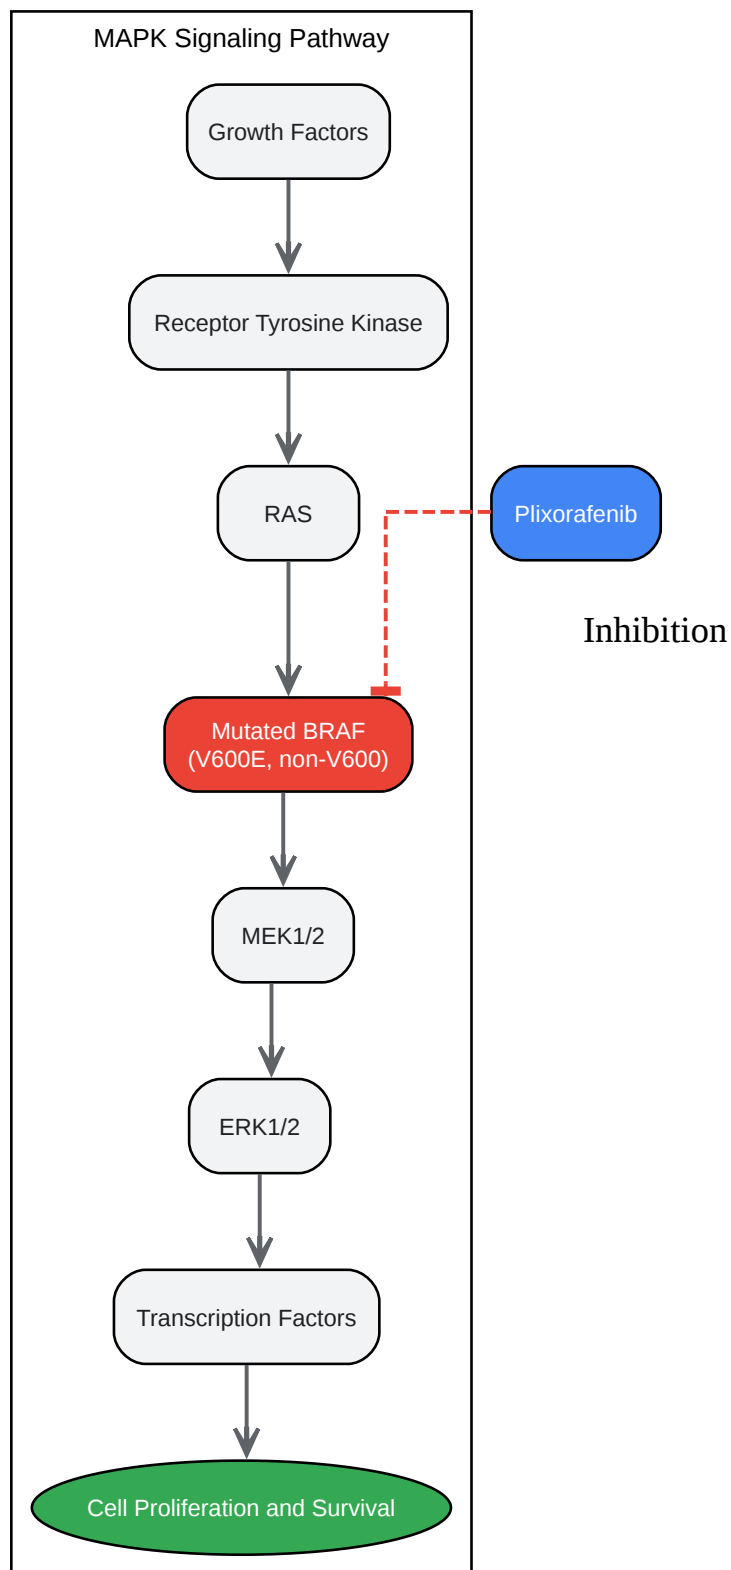 MAPK Signaling Pathway
Growth Factors
Receptor Tyrosine Kinase
RAS
Plixorafenib
Inhibition
Mutated BRAF
(V600E, non-V600)
MEK1/2
ERK1/2
Transcription Factors
Cell Proliferation and Survival